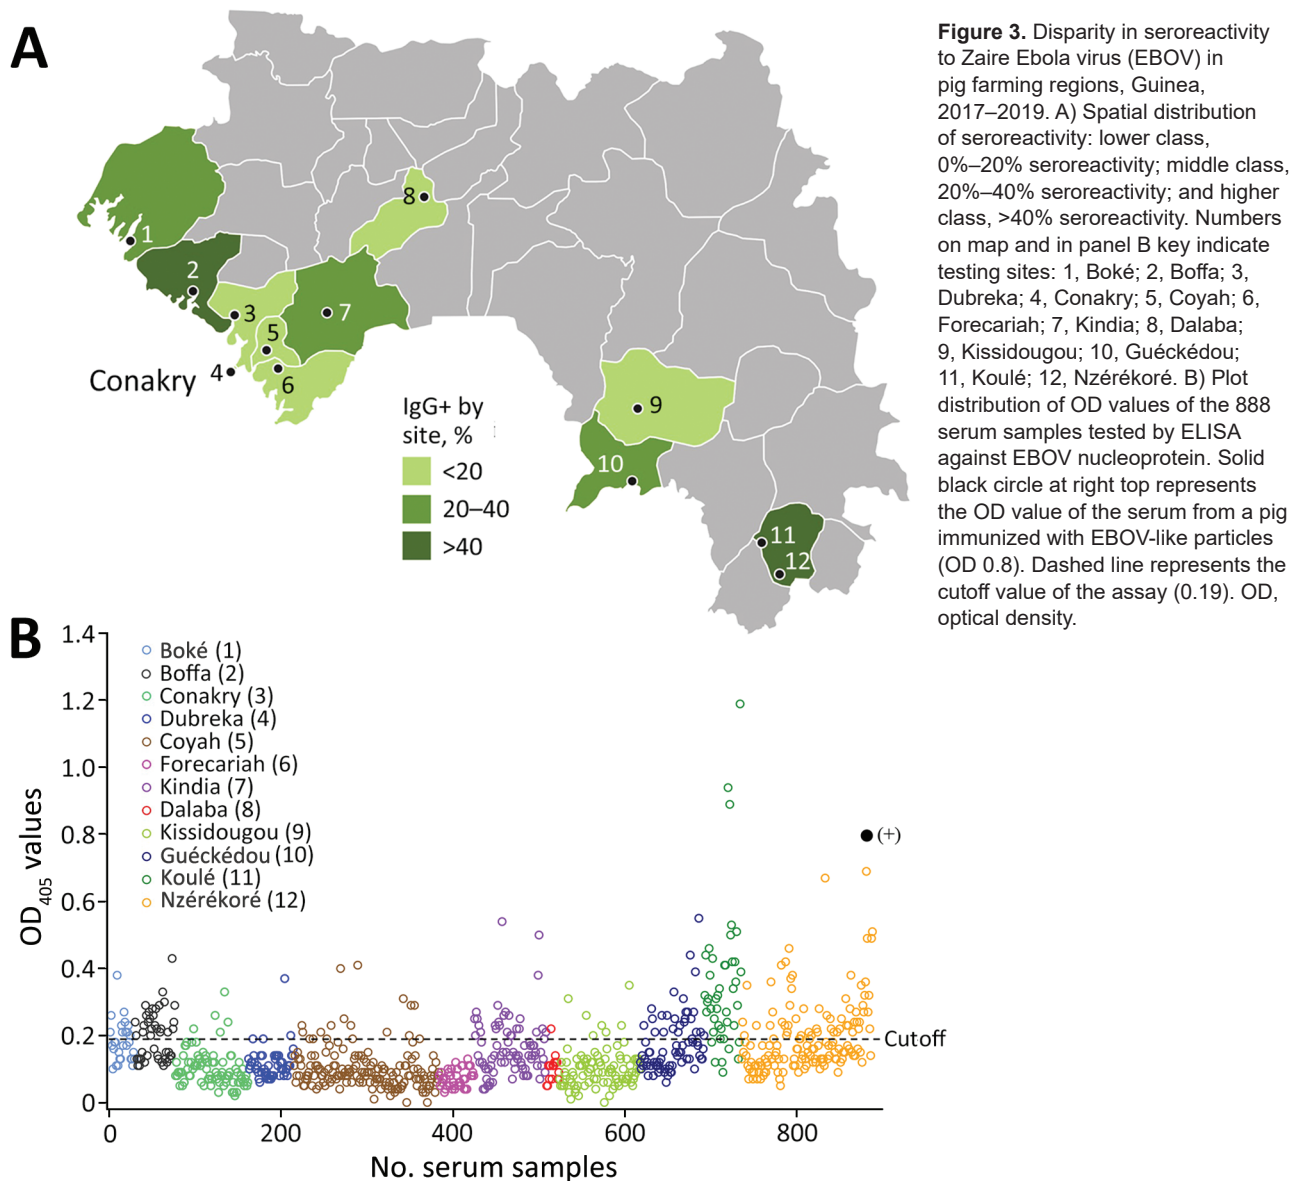 A
1
2
3
4
5
6
7
8
9
10
11
12
Conakry
IgG+ by
site, %
<20
20–40
>40
Figure 3. Disparity in seroreactivity
to Zaire Ebola virus (EBOV) in
pig farming regions, Guinea,
2017–2019. A) Spatial distribution
of seroreactivity: lower class,
0%–20% seroreactivity; middle class,
20%–40% seroreactivity; and higher
class, >40% seroreactivity. Numbers
on map and in panel B key indicate
testing sites: 1, Boké; 2, Boffa; 3,
Dubreka; 4, Conakry; 5, Coyah; 6,
Forecariah; 7, Kindia; 8, Dalaba;
9, Kissidougou; 10, Guéckédou;
11, Koulé; 12, Nzérékoré. B) Plot
distribution of OD values of the 888
serum samples tested by ELISA
against EBOV nucleoprotein. Solid
black circle at right top represents
the OD value of the serum from a pig
immunized with EBOV-like particles
(OD 0.8). Dashed line represents the
cutoff value of the assay (0.19). OD,
optical density.
B
OD405 values
1.4
1.2
1.0
0.8
0.6
0.4
0.2
0
Boké (1)
Boffa (2)
Conakry (3)
Dubreka (4)
Coyah (5)
Forecariah (6)
Kindia (7)
Dalaba (8)
Kissidougou (9)
Guéckédou (10)
Koulé (11)
Nzérékoré (12)
(+)
Cutoff
0
200
400
600
800
No. serum samples